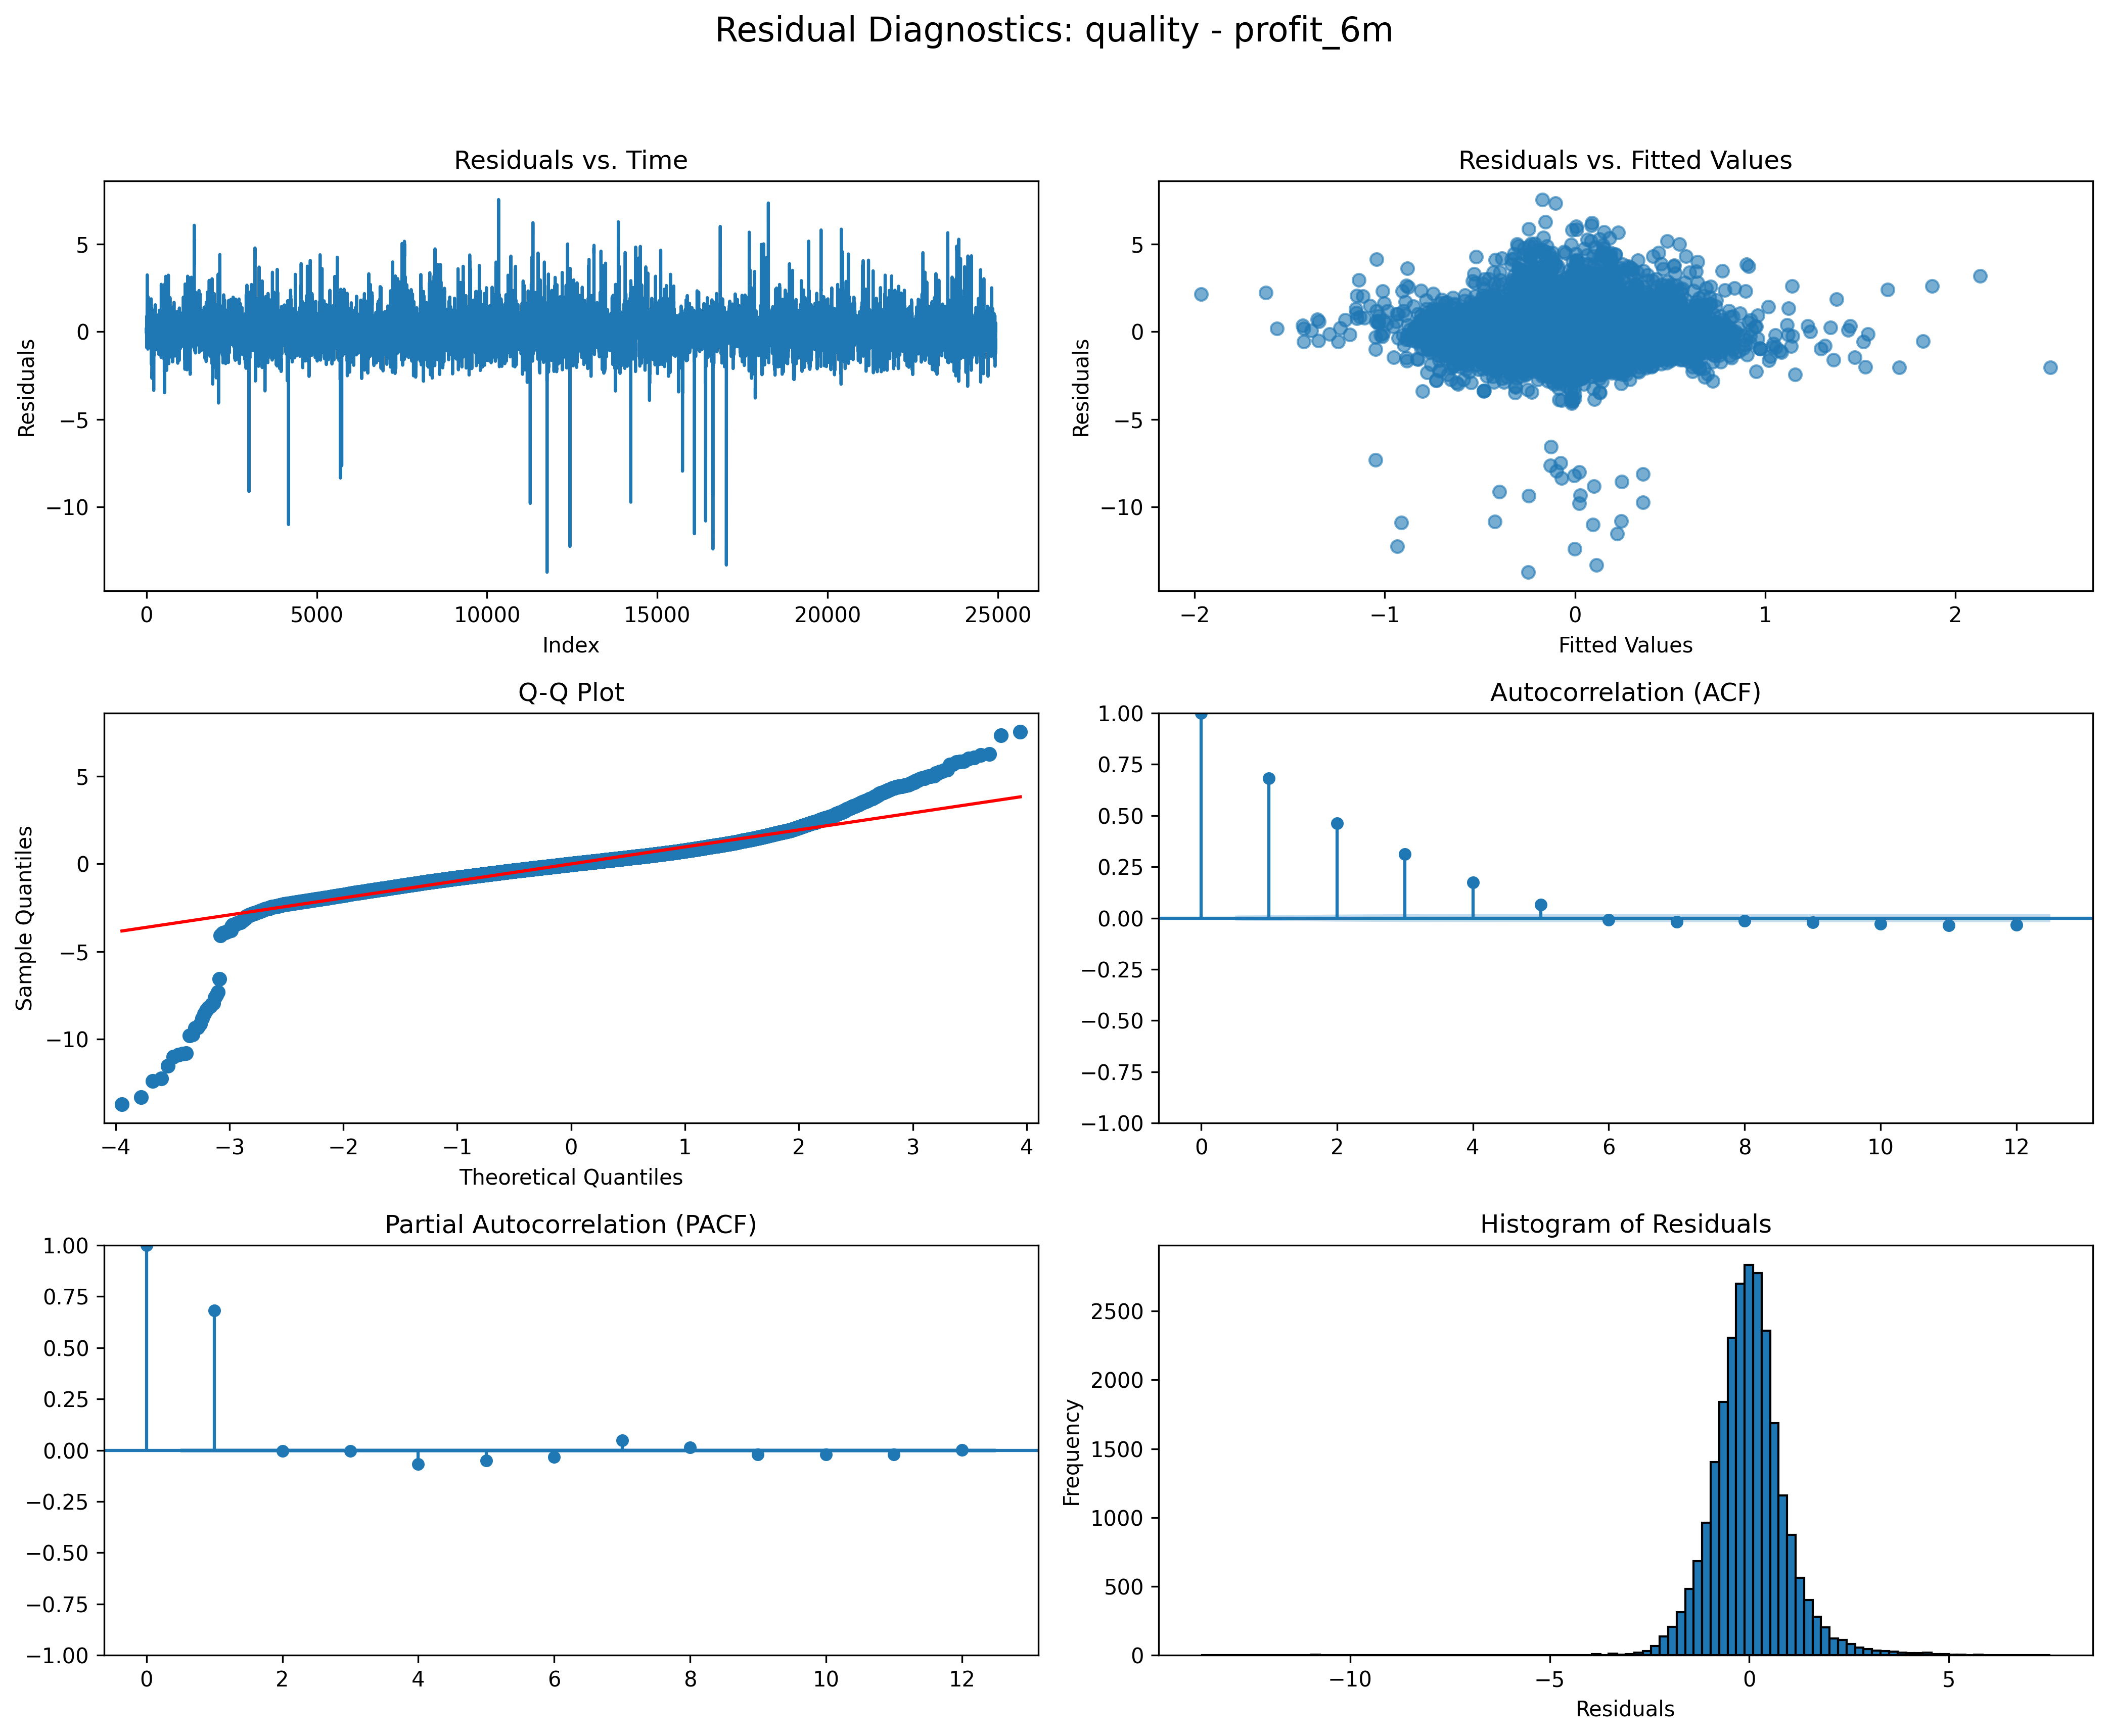 Residual Diagnostics: quality - profit_6m
Residuals vs. Time
Residuals
5
0
−5
−10
0 5000 10000 15000 20000 25000
Index
Residuals vs. Fitted Values
Residuals
5
0
−5
−10
−2 −1 0 1 2
Fitted Values
Q-Q Plot
Sample Quantiles
5
0
−5
−10
−4 −3 −2 −1 0 1 2 3 4
Theoretical Quantiles
Autocorrelation (ACF)
1.00
0.75
0.50
0.25
0.00
−0.25
−0.50
−0.75
−1.00
0 2 4 6 8 10 12
Partial Autocorrelation (PACF)
1.00
0.75
0.50
0.25
0.00
−0.25
−0.50
−0.75
−1.00
0 2 4 6 8 10 12
Histogram of Residuals
Frequency
2500
2000
1500
1000
500
0
−10 −5 0 5
Residuals